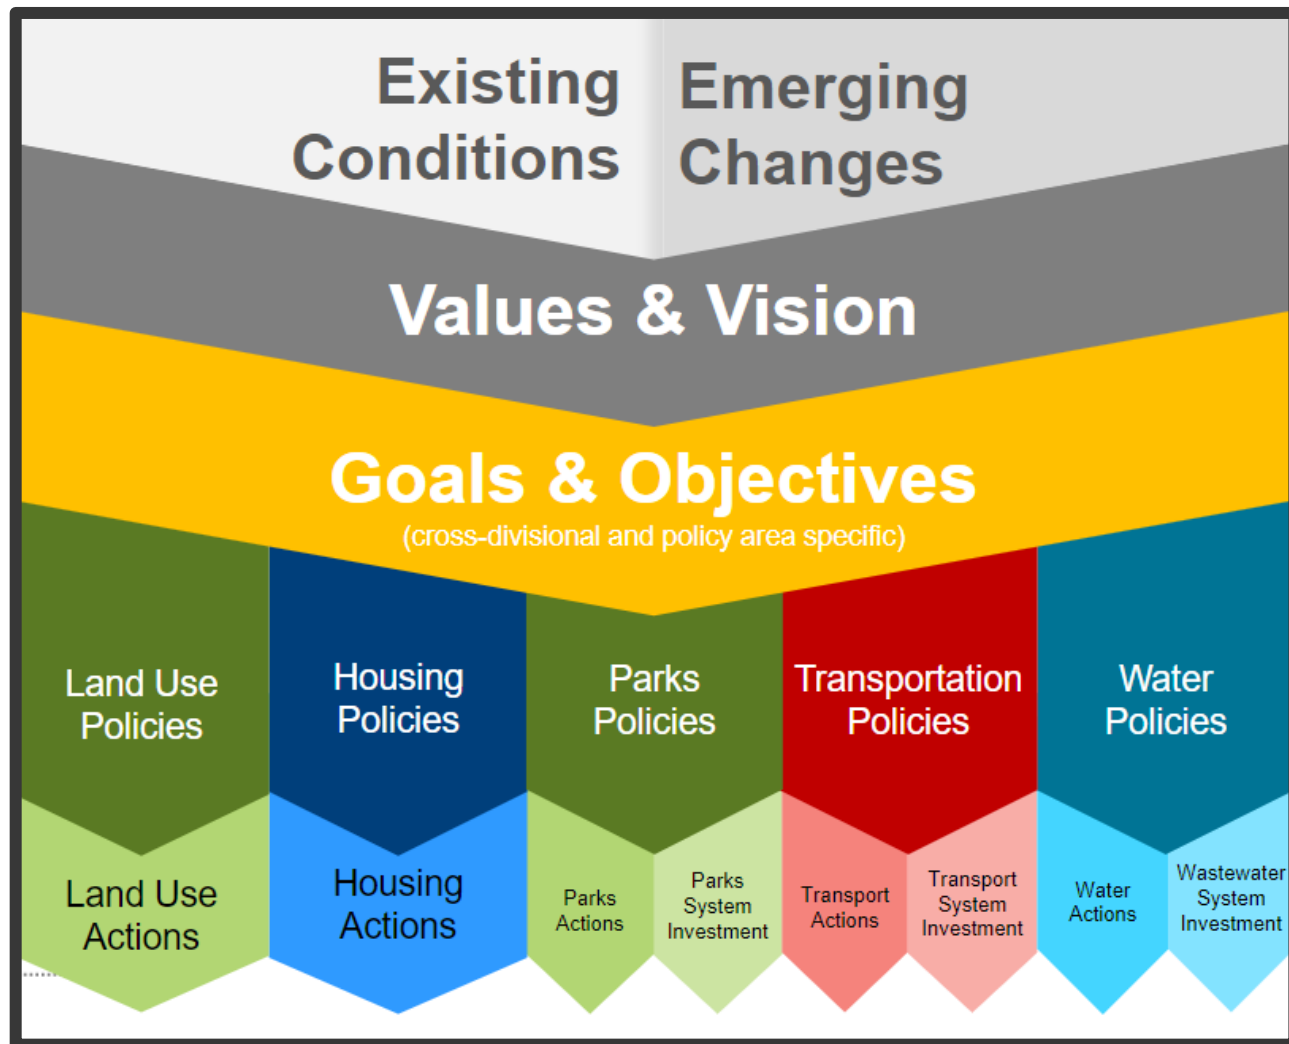 Existing
Conditions
Emerging
Changes
Values & Vision
Goals & Objectives
(cross-divisional and policy area specific)
Land Use
Policies
Housing
Policies
Parks
Policies
Transportation
Policies
Water
Policies
Land Use
Actions
Housing
Actions
Parks
Actions
Parks
System
Investment
Transport
Actions
Transport
System
Investment
Water
Actions
Wastewater
System
Investment